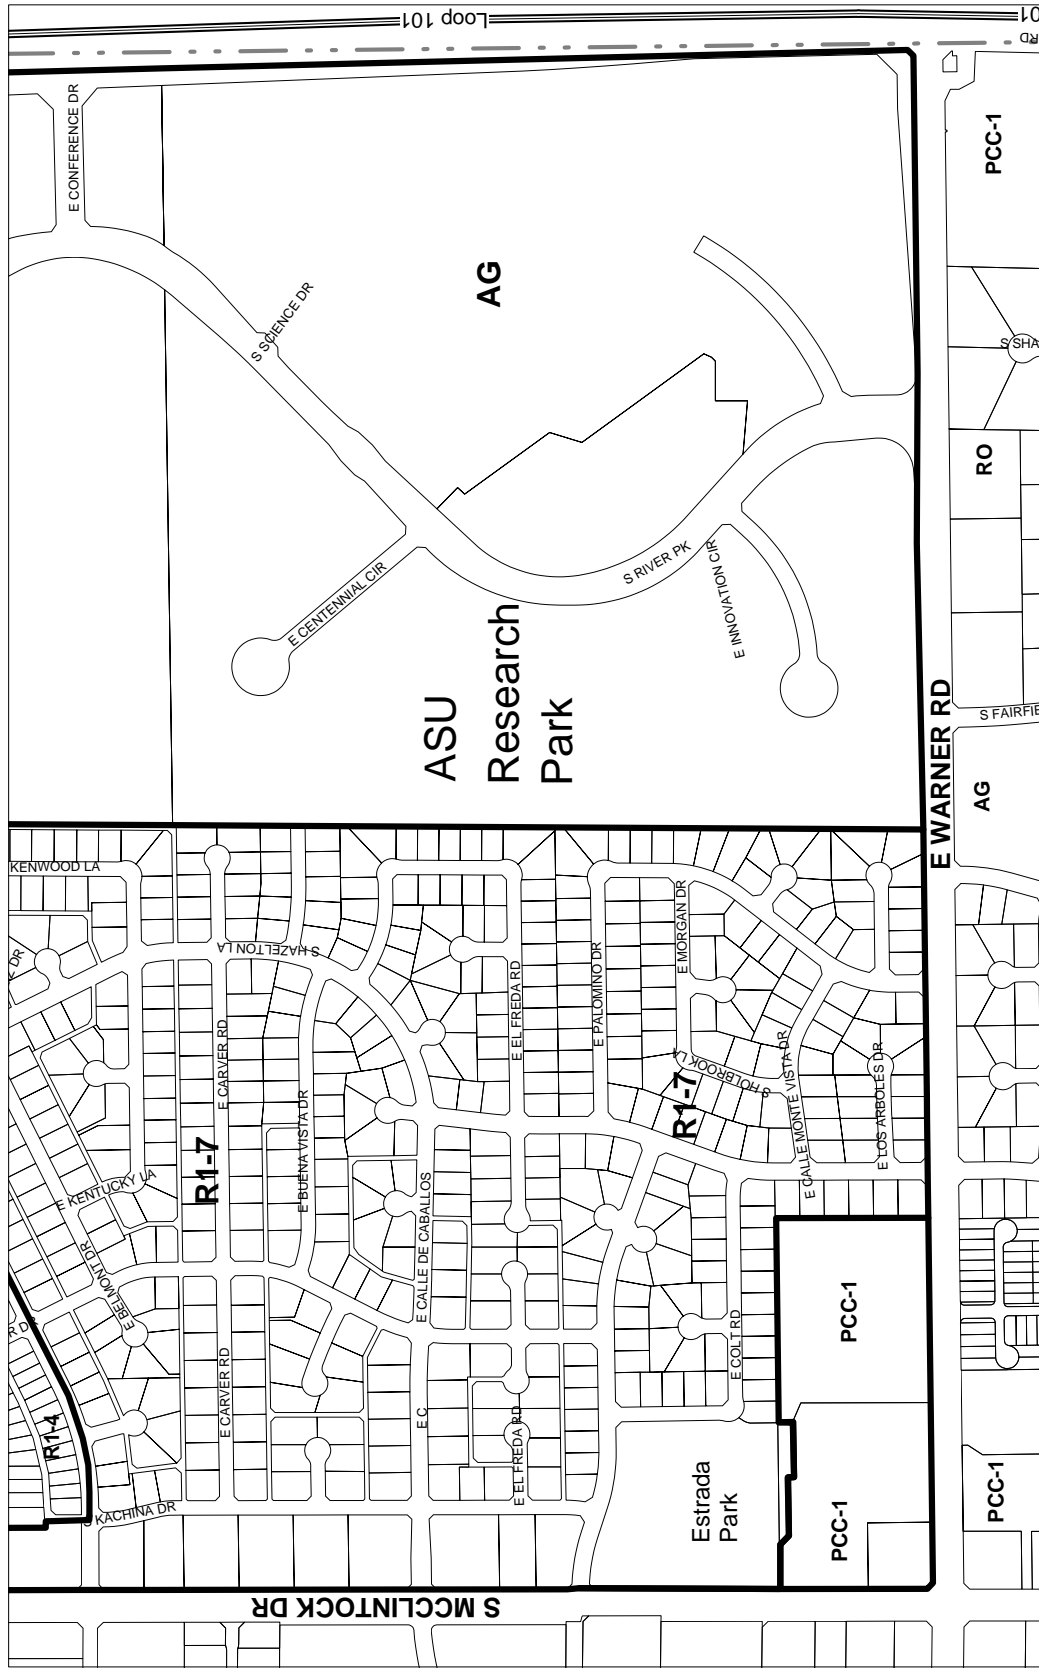 Loop 101
01
RD
E CONFERENCE DR
PCC-1
S SCIENCE DR
AG
S SHA
RO
E CENTENNIAL CIR
S RIVER PK
E INNOVATION CIR
ASU
Research
Park
S FAIRFIE
E WARNER RD
AG
KENWOOD LA
S HAZELTON LA
E MORGAN DR
E EL FREDA RD
E PALOMINO DR
E CARVER RD
E BUENA VISTA DR
S HOLBROOK LA
R1-7
E CALLE MONTE VISTA DR
E LOS ARBOLES DR
R1-7
E KENTUCKY LA
E CALLE DE CABALLOS
E BELMONT DR
R DR
E CARVER RD
E COLT RD
PCC-1
E C
E EL FREDA RD
R1-4
S KACHINA DR
Estrada
Park
PCC-1
PCC-1
S MCCLINTOCK DR